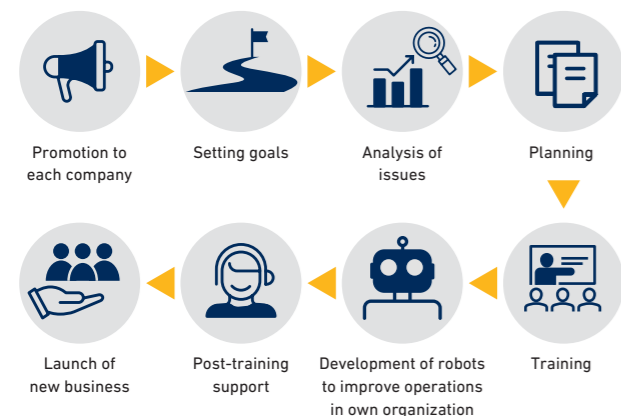 Promotion to
each company
Setting goals
Analysis of
issues
Planning
Training
Development of robots
to improve operations
in own organization
Post-training
support
Launch of
new business